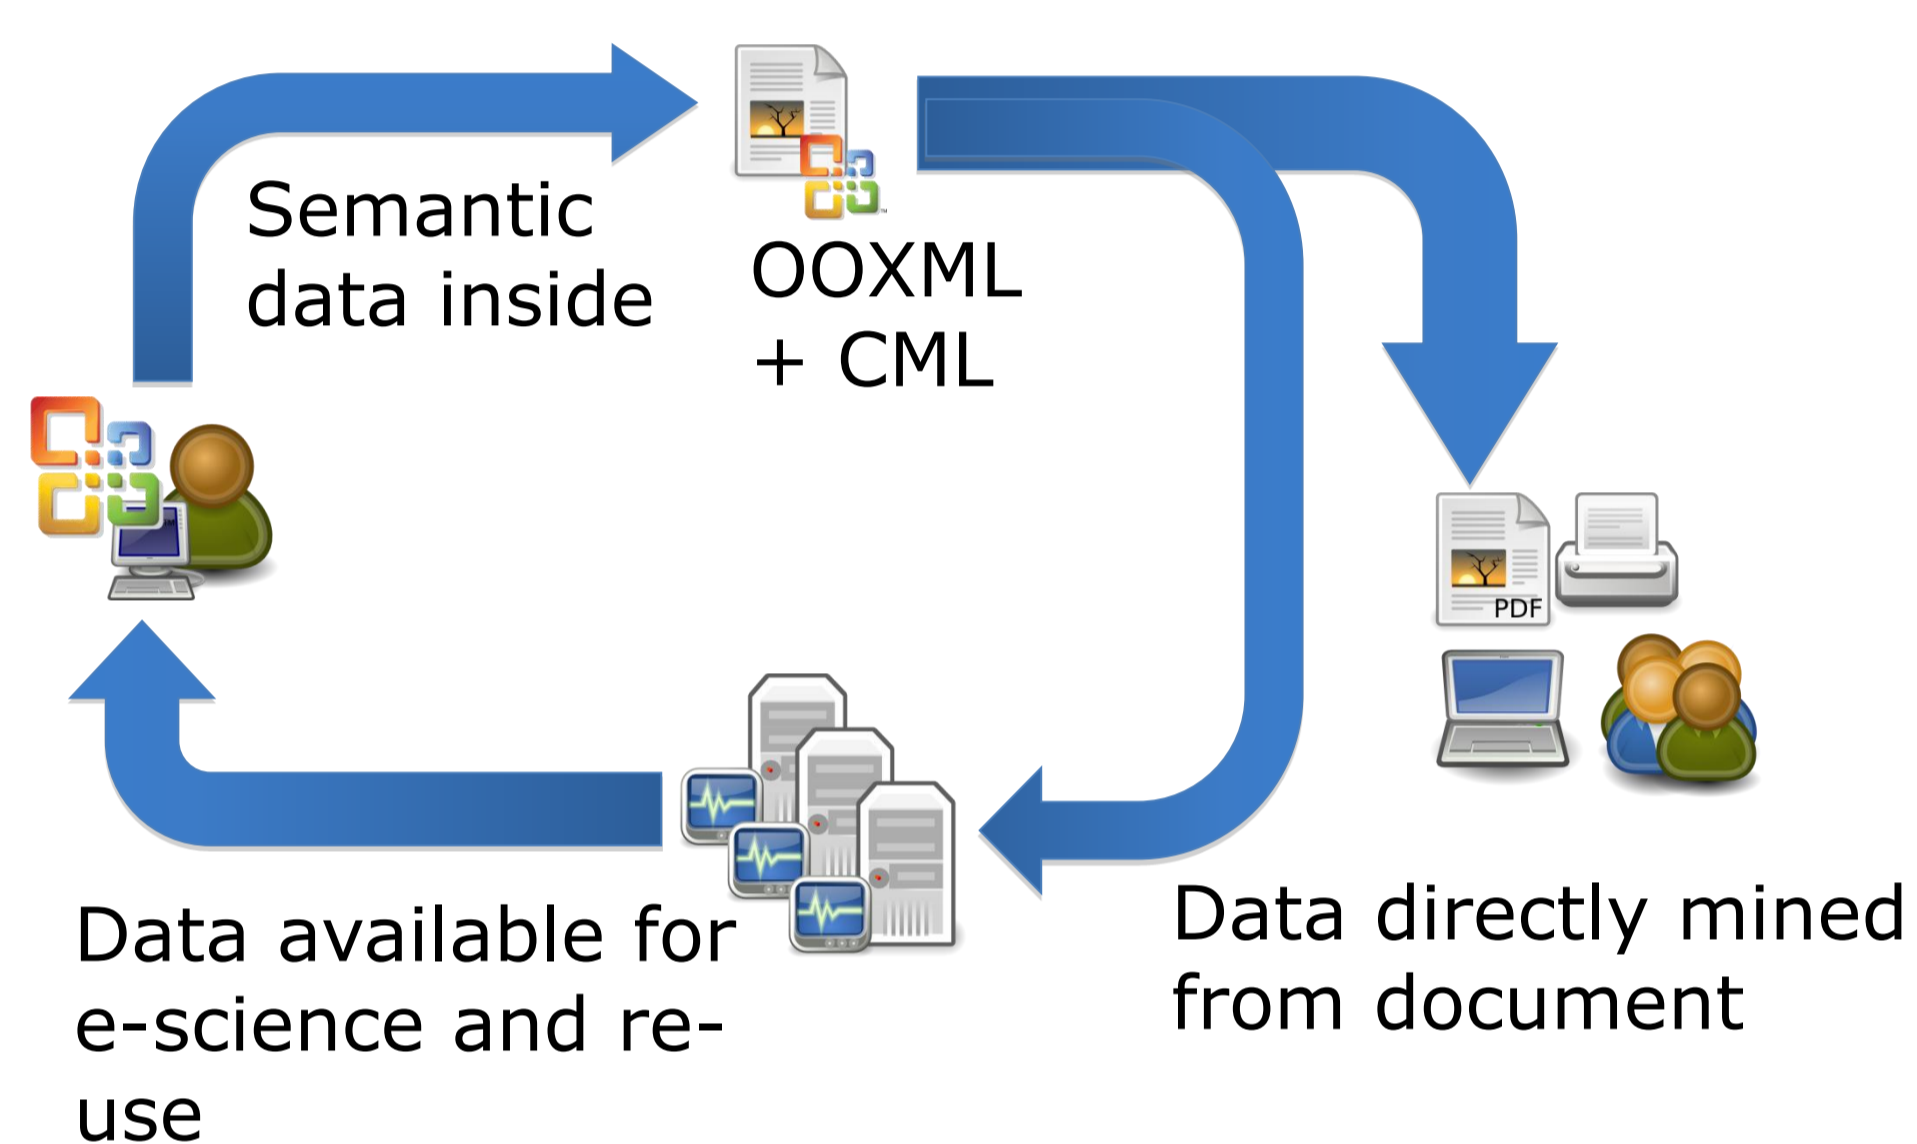 Semantic
data inside
OOXML
+ CML
PDF
Data available for
e-science and re-
use
Data directly mined
from document